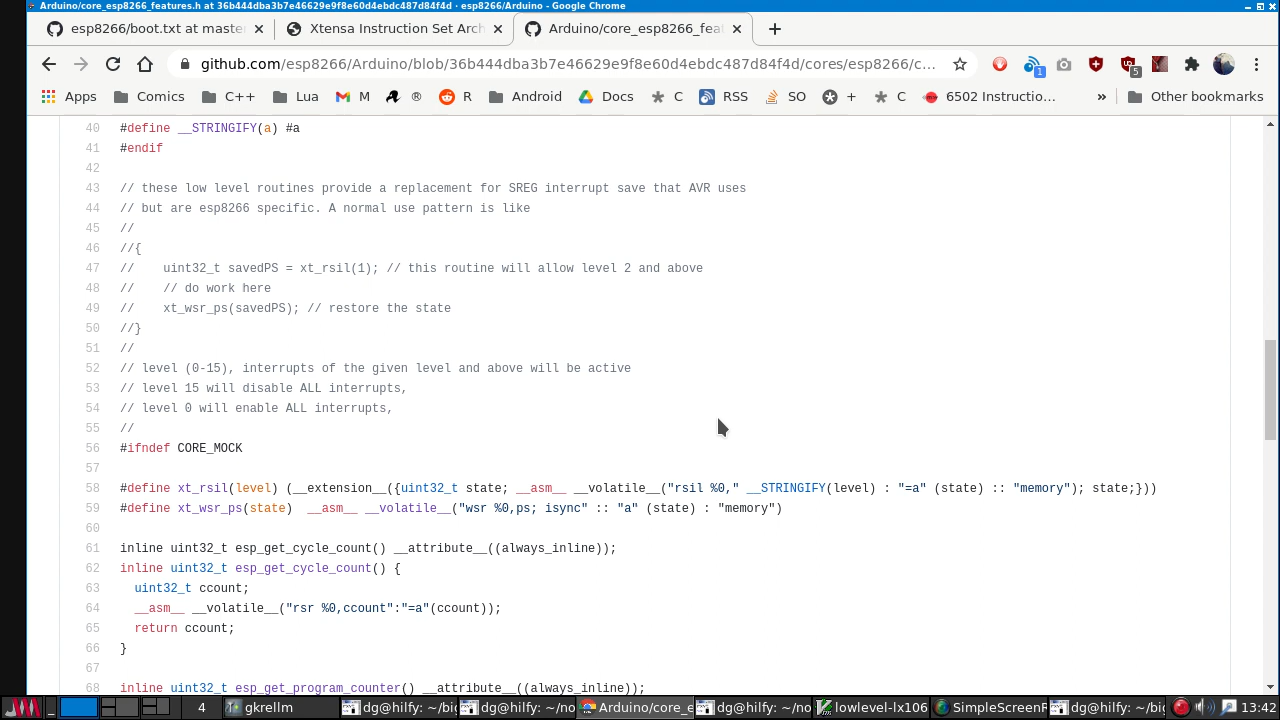 Arduino/core_esp8266_features.h at 36b444dba3b7e46629e9f8e60d4ebdc487d84f4d · esp8266/Arduino - Google Chrome
esp8266/boot.txt at maste Xtensa Instruction Set Arch Arduino/core_esp8266_feat
github.com/esp8266/Arduino/blob/36b444dba3b7e46629e9f8e60d4ebdc487d84f4d/cores/esp8266/c… 1 5
Apps Comics C++ Lua M ® R Android Docs C RSS SO + C 6502 Instructio… » Other bookmarks
40 #define __STRINGIFY(a) #a
41 #endif
42
43 // these low level routines provide a replacement for SREG interrupt save that AVR uses
44 // but are esp8266 specific. A normal use pattern is like
45 //
46 //{
47 //    uint32_t savedPS = xt_rsil(1); // this routine will allow level 2 and above
48 //    // do work here
49 //    xt_wsr_ps(savedPS); // restore the state
50 //}
51 //
52 // level (0-15), interrupts of the given level and above will be active
53 // level 15 will disable ALL interrupts,
54 // level 0 will enable ALL interrupts,
55 //
56 #ifndef CORE_MOCK
57
58 #define xt_rsil(level) (__extension__({uint32_t state; __asm__ __volatile__("rsil %0," __STRINGIFY(level) : "=a" (state) :: "memory"); state;}))
59 #define xt_wsr_ps(state)  __asm__ __volatile__("wsr %0,ps; isync" :: "a" (state) : "memory")
60
61 inline uint32_t esp_get_cycle_count() __attribute__((always_inline));
62 inline uint32_t esp_get_cycle_count() {
63   uint32_t ccount;
64   __asm__ __volatile__("rsr %0,ccount":"=a"(ccount));
65   return ccount;
66 }
67
68 inline uint32_t esp_get_program_counter() __attribute__((always_inline));
4 gkrellm dg@hilfy: ~/big dg@hilfy: ~/no Arduino/core_e dg@hilfy: ~/no lowlevel-lx106 SimpleScreenR dg@hilfy: ~/big 13:42